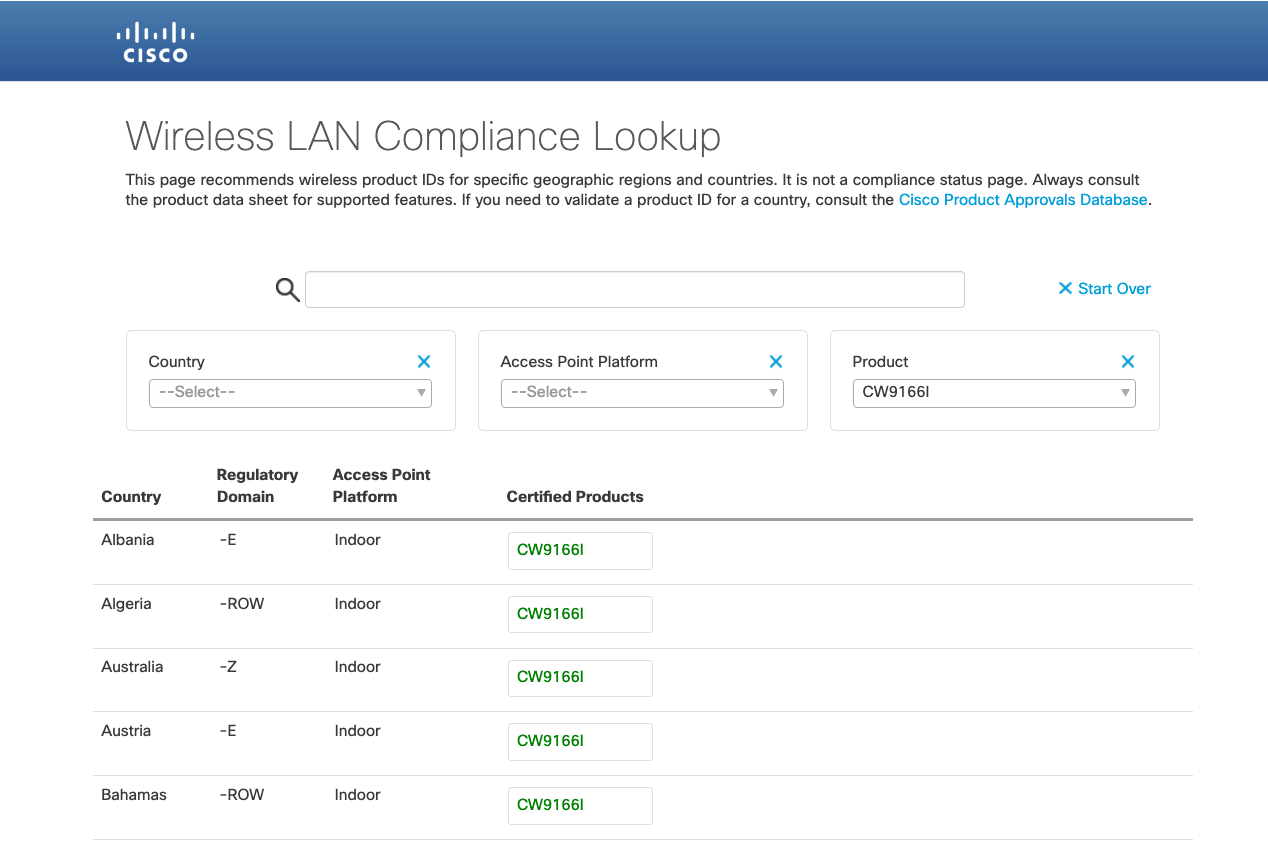 CISCO
Wireless LAN Compliance Lookup
This page recommends wireless product IDs for specific geographic regions and countries. It is not a compliance status page. Always consult
the product data sheet for supported features. If you need to validate a product ID for a country, consult the Cisco Product Approvals Database.
Start Over
Country
--Select--
Access Point Platform
--Select--
Product
CW9166I
Country Regulatory Domain Access Point Platform Certified Products
Albania -E Indoor CW9166I
Algeria -ROW Indoor CW9166I
Australia -Z Indoor CW9166I
Austria -E Indoor CW9166I
Bahamas -ROW Indoor CW9166I